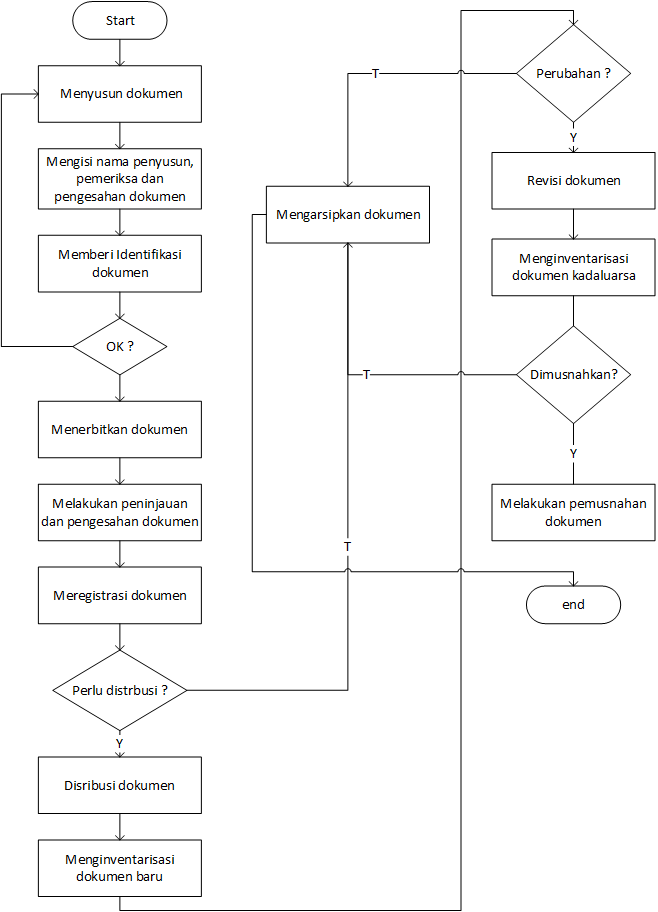 Start
Menyusun dokumen
Mengisi nama penyusun,
pemeriksa dan
pengesahan dokumen
Memberi Identifikasi
dokumen
OK ?
Menerbitkan dokumen
Melakukan peninjauan
dan pengesahan dokumen
Meregistrasi dokumen
Perlu distrbusi ?
Y
Disribusi dokumen
Menginventarisasi
dokumen baru
T
Mengarsipkan dokumen
T
T
Perubahan ?
Y
Revisi dokumen
Menginventarisasi
dokumen kadaluarsa
Dimusnahkan?
Y
Melakukan pemusnahan
dokumen
end